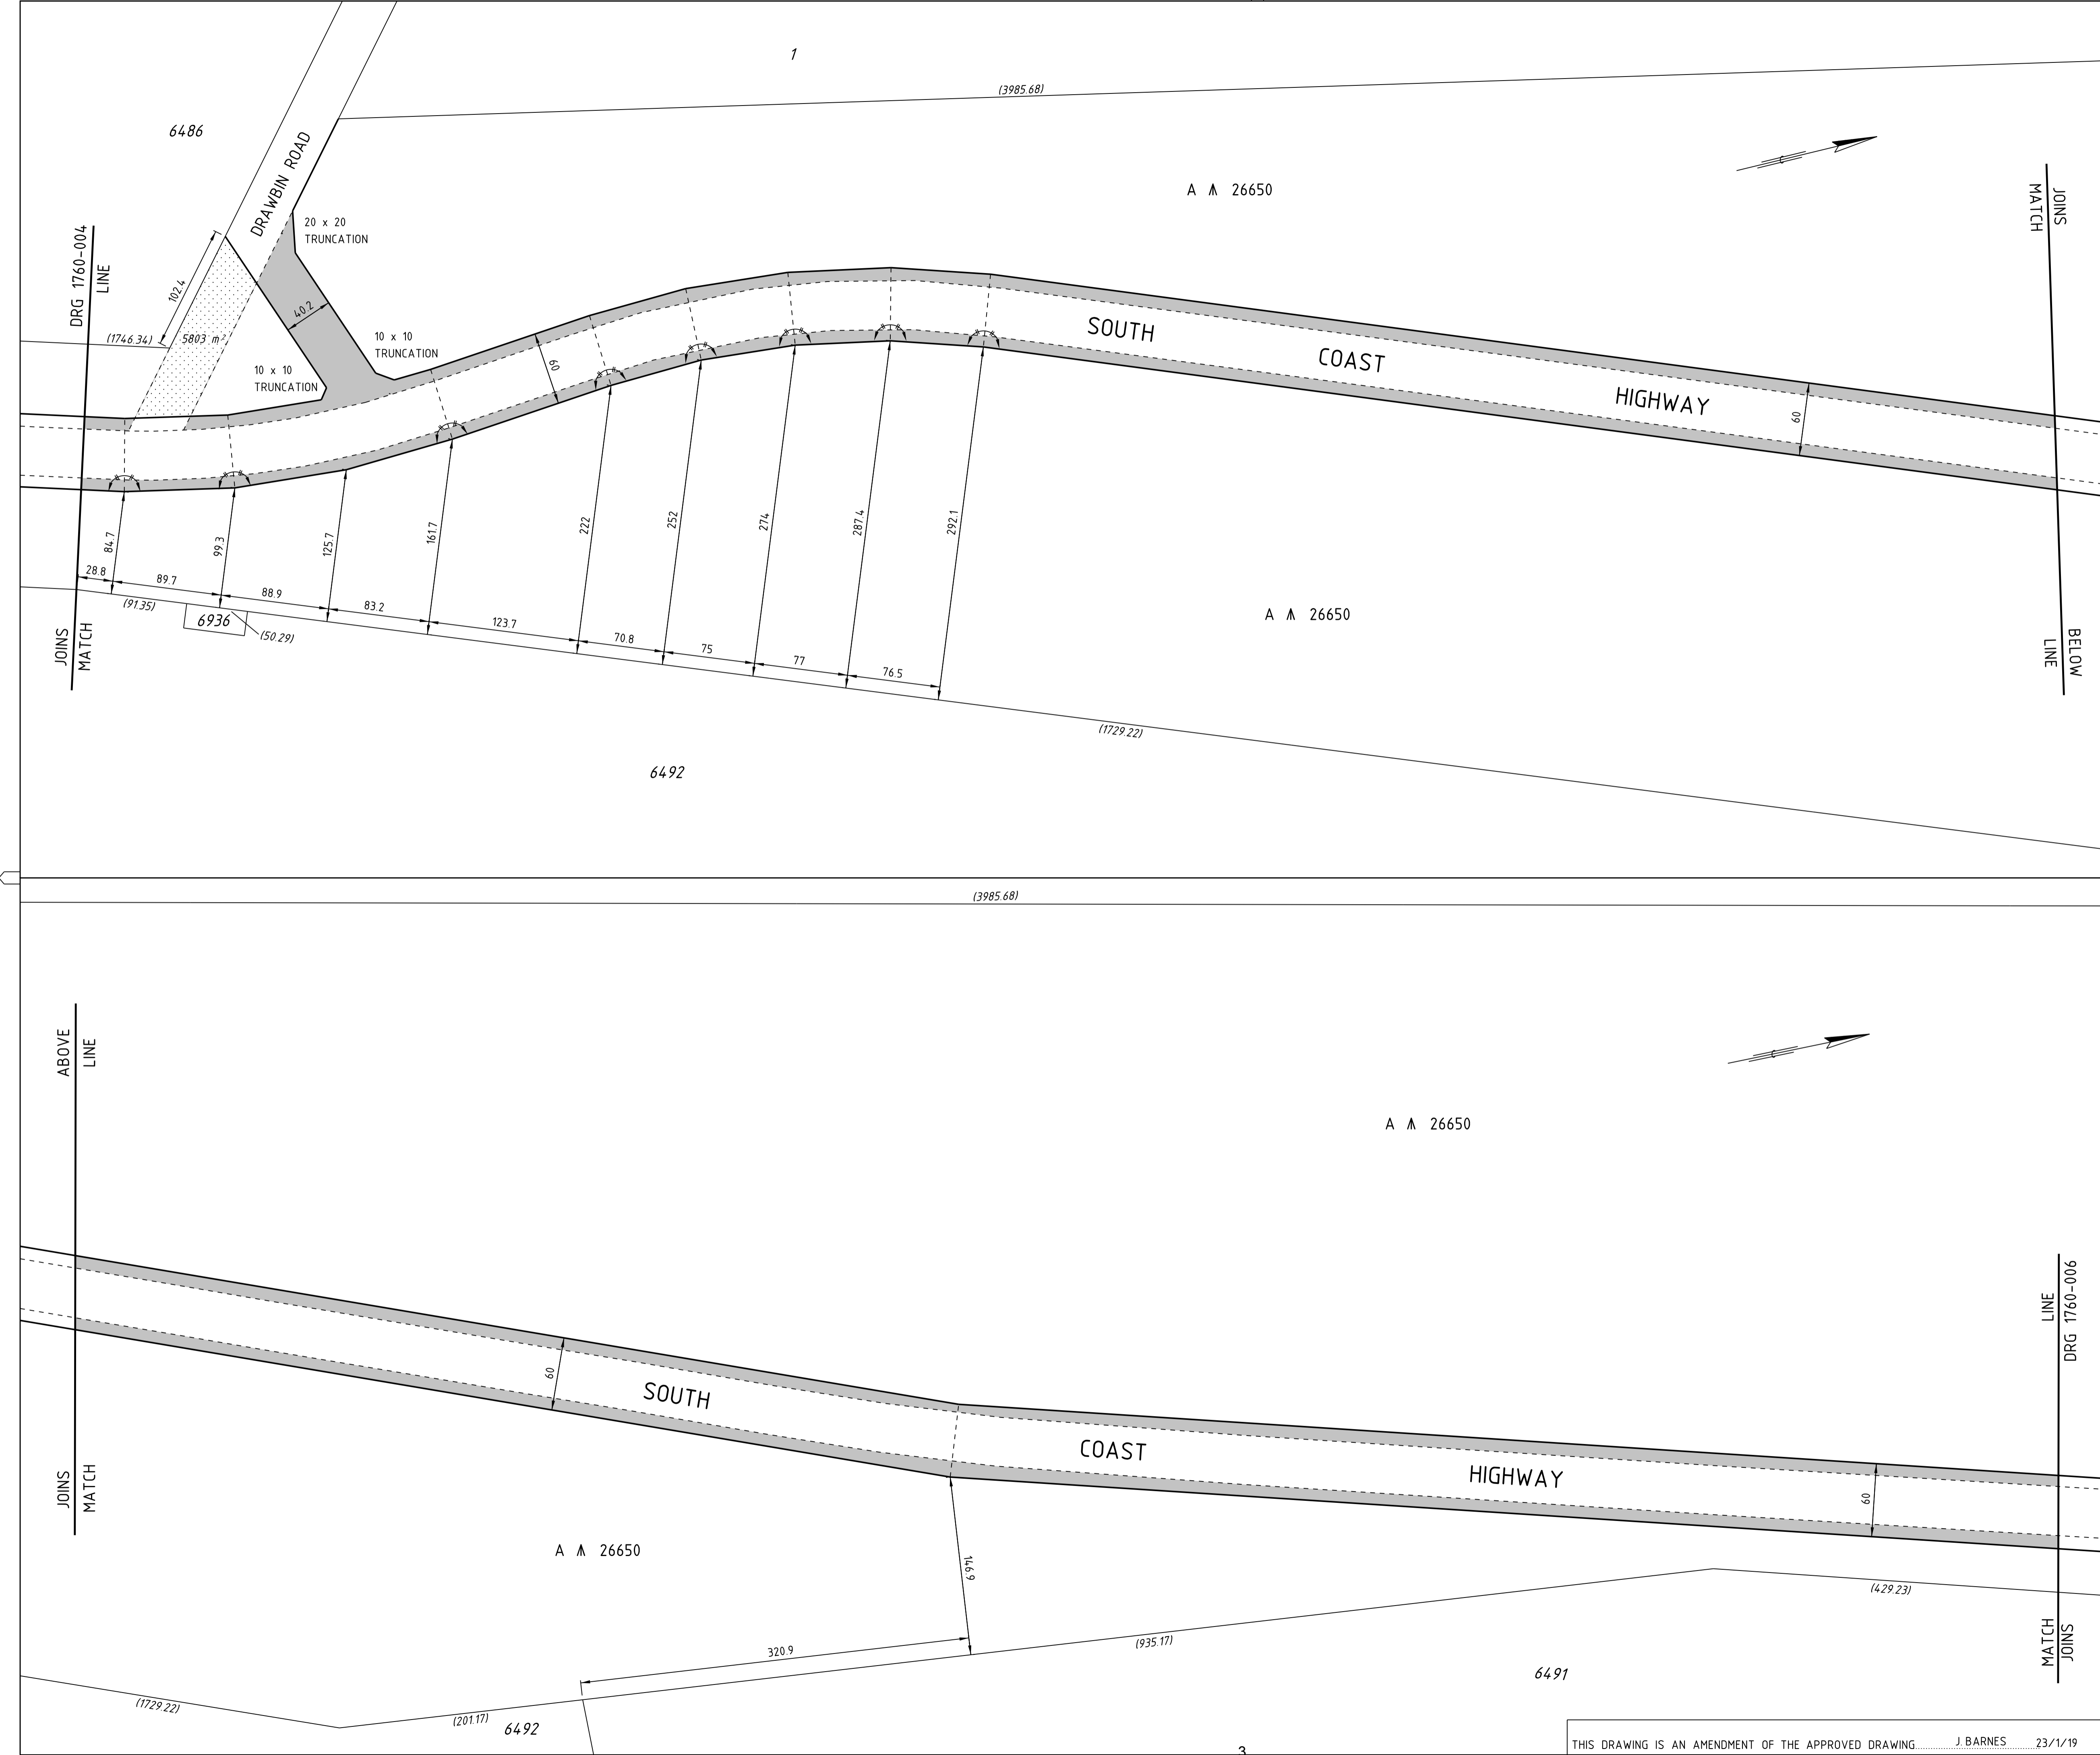 1
(3985.68)
6486
DRAWBIN ROAD
20 x 20
TRUNCATION
A 26650
JOINS
MATCH
DRG 1760-004
LINE
102.4
(1746.34)
5803 m²
40.2
10 x 10
TRUNCATION
10 x 10
TRUNCATION
60
SOUTH
COAST
HIGHWAY
60
84.7
99.3
125.7
161.7
222
252
274
287.4
292.1
28.8
89.7
88.9
83.2
123.7
70.8
75
77
76.5
(91.35)
6936
(50.29)
JOINS
MATCH
A 26650
BELOW
LINE
(1729.22)
6492
(3985.68)
ABOVE
LINE
A 26650
LINE
DRG 1760-006
60
SOUTH
COAST
HIGHWAY
60
JOINS
MATCH
A 26650
146.9
(429.23)
320.9
(935.17)
MATCH
JOINS
6491
(1729.22)
(201.17)
6492
3
THIS DRAWING IS AN AMENDMENT OF THE APPROVED DRAWING J. BARNES 23/1/19